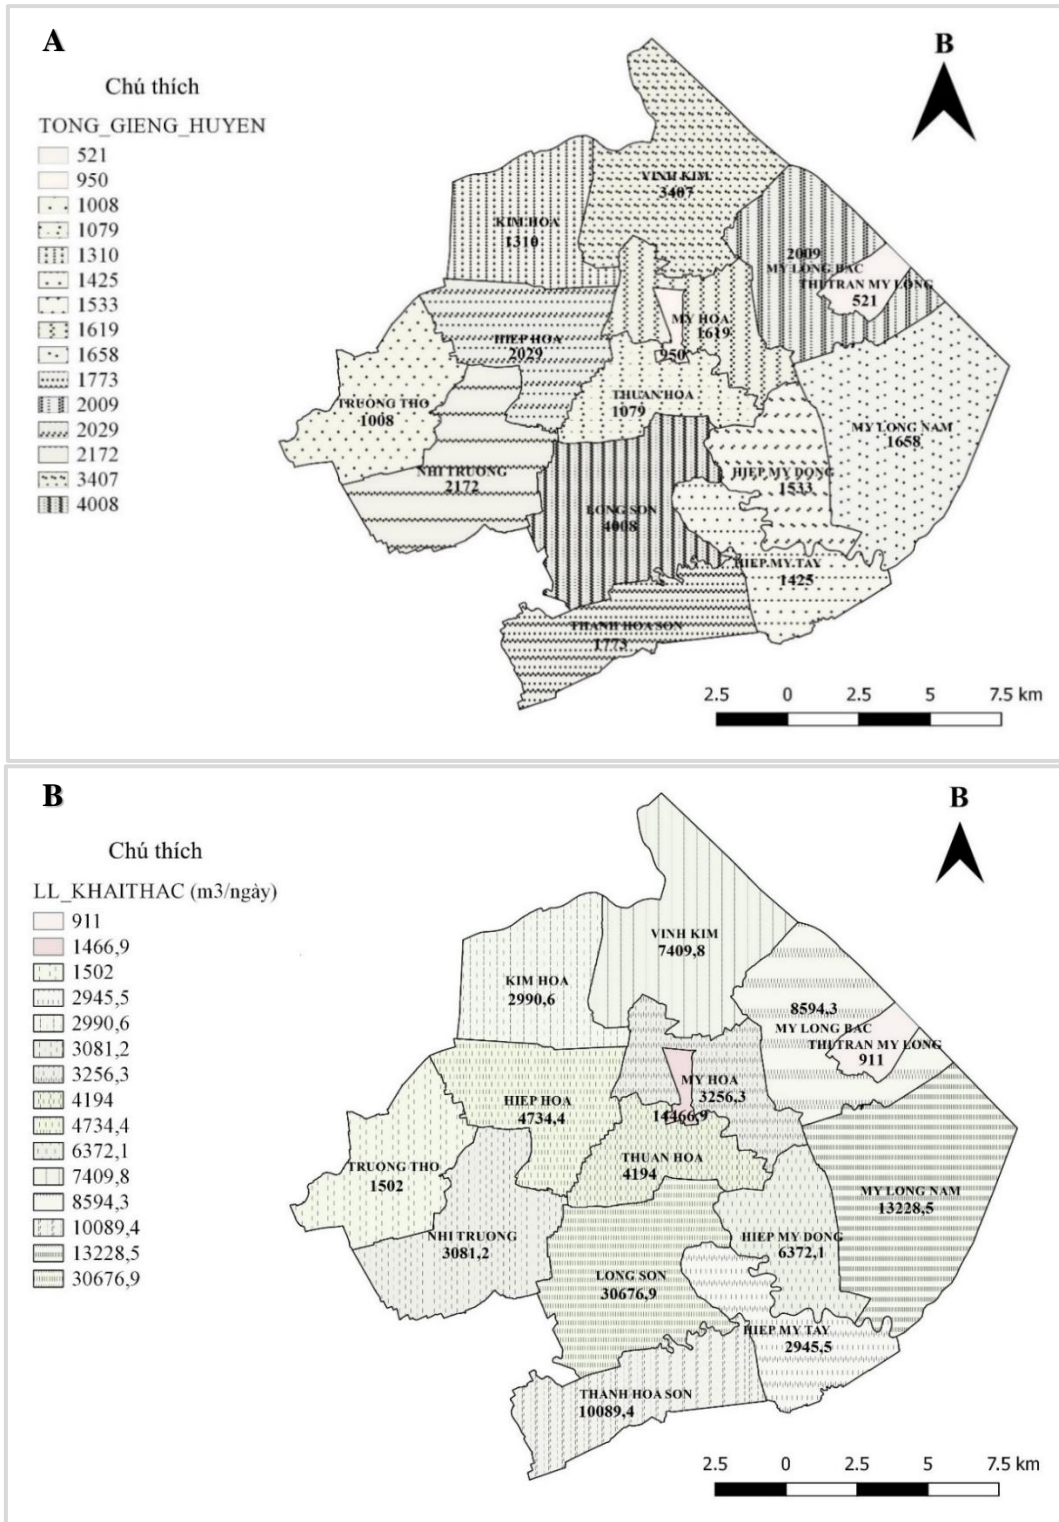 A
B
Chú thích
TONG_GIENG_HUYEN
521
950
1008
1079
1310
1425
1533
1619
1658
1773
2009
2029
2172
3407
4008
VINH KIM
3407
KIM HOA
1310
2009
MY LONG BAC
THI TRAN MY LONG
521
MY HOA
1619
950
HIEP HOA
2029
THUAN HOA
1079
TRUONG THO
1008
MY LONG NAM
1658
NHI TRUONG
2172
HIEP MY DONG
1533
LONG SON
4008
HIEP MY TAY
1425
THANH HOA SON
1773
2.5 0 2.5 5 7.5 km
B
B
Chú thích
LL_KHAITHAC (m3/ngày)
911
1466,9
1502
2945,5
2990,6
3081,2
3256,3
4194
4734,4
6372,1
7409,8
8594,3
10089,4
13228,5
30676,9
VINH KIM
7409,8
KIM HOA
2990,6
8594,3
MY LONG BAC
THI TRAN MY LONG
911
MY HOA
3256,3
14466,9
HIEP HOA
4734,4
THUAN HOA
4194
TRUONG THO
1502
MY LONG NAM
13228,5
NHI TRUONG
3081,2
HIEP MY DONG
6372,1
LONG SON
30676,9
HIEP MY TAY
2945,5
THANH HOA SON
10089,4
2.5 0 2.5 5 7.5 km